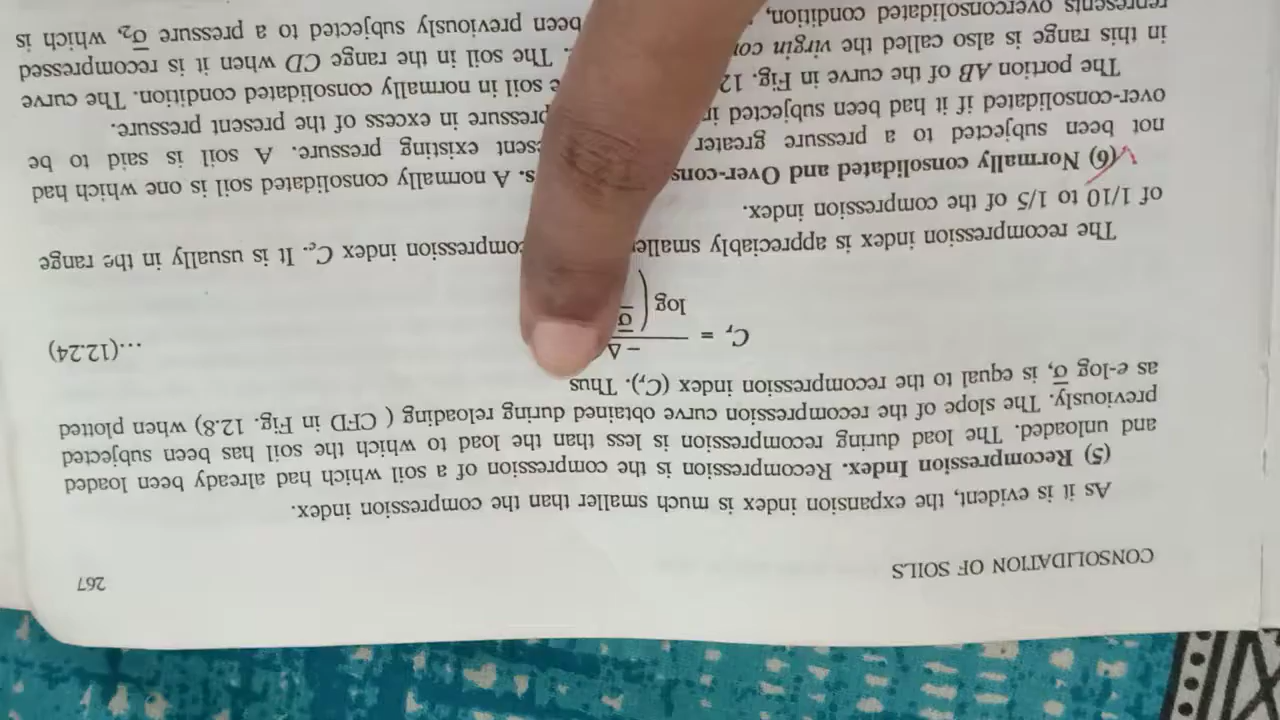 CONSOLIDATION OF SOILS 267
As it is evident, the expansion index is much smaller than the compression index.
(5) Recompression Index. Recompression is the compression of a soil which had already been loaded
and unloaded. The load during recompression is less than the load to which the soil has been subjected
previously. The slope of the recompression curve obtained during reloading ( CFD in Fig. 12.8) when plotted
as e-log σ̅, is equal to the recompression index (Cᵣ). Thus
Cᵣ = − Δ ...(12.24)
log ( σ̅
The recompression index is appreciably smaller compression index C꜀. It is usually in the range
of 1/10 to 1/5 of the compression index.
(6) Normally consolidated and Over-cons s. A normally consolidated soil is one which had
not been subjected to a pressure greater esent existing pressure. A soil is said to be
over-consolidated if it had been subjected in pressure in excess of the present pressure.
The portion AB of the curve in Fig. 12 e soil in normally consolidated condition. The curve
in this range is also called the virgin co . The soil in the range CD when it is recompressed
represents overconsolidated condition, been previously subjected to a pressure σ̅₂, which is